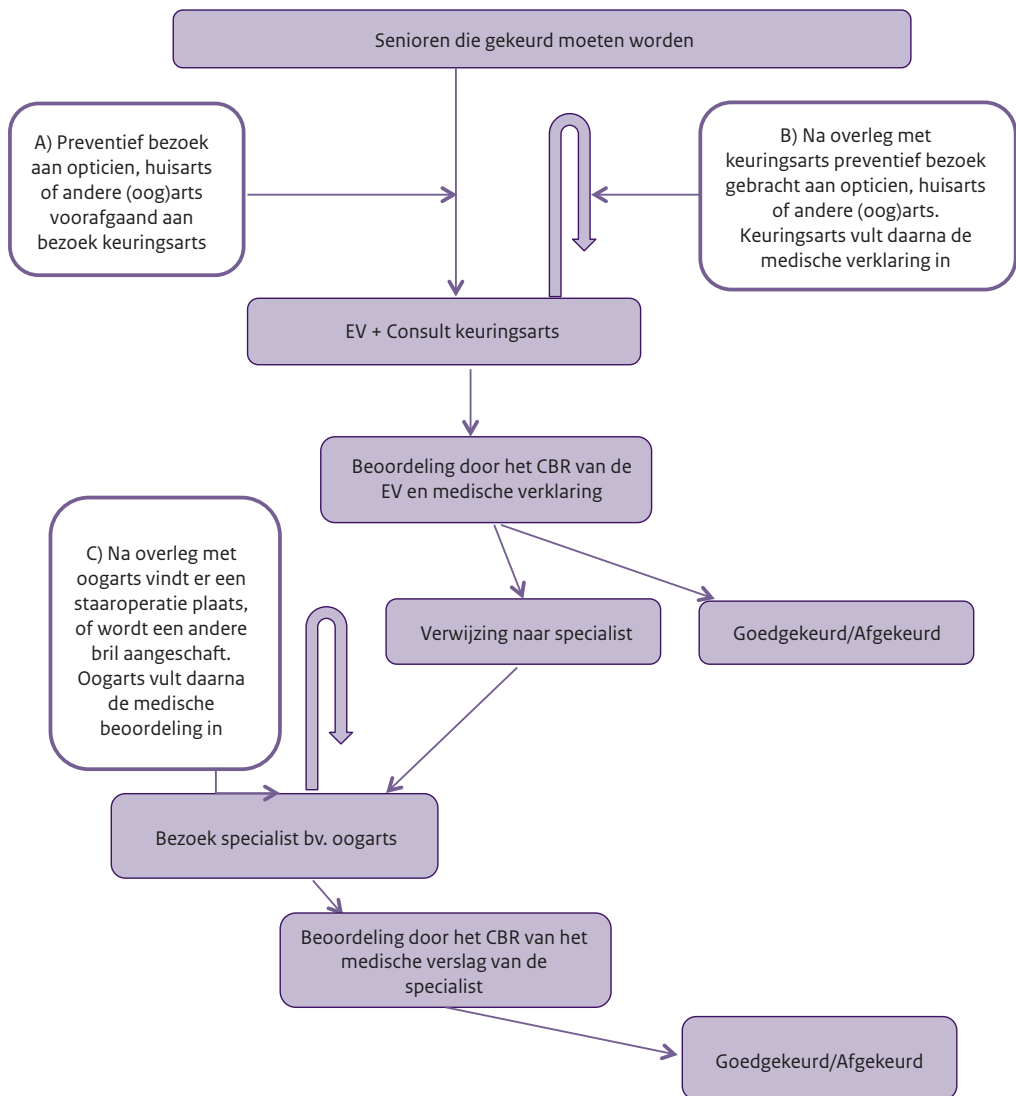 Senioren die gekeurd moeten worden
A) Preventief bezoek
aan opticien, huisarts
of andere (oog)arts
voorafgaand aan
bezoek keuringsarts
B) Na overleg met
keuringsarts preventief bezoek
gebracht aan opticien, huisarts
of andere (oog)arts.
Keuringsarts vult daarna de
medische verklaring in
EV + Consult keuringsarts
Beoordeling door het CBR van de
EV en medische verklaring
C) Na overleg met
oogarts vindt er een
staaroperatie plaats,
of wordt een andere
bril aangeschaft.
Oogarts vult daarna
de medische
beoordeling in
Verwijzing naar specialist
Goedgekeurd/Afgekeurd
Bezoek specialist bv. oogarts
Beoordeling door het CBR van het
medische verslag van de
specialist
Goedgekeurd/Afgekeurd